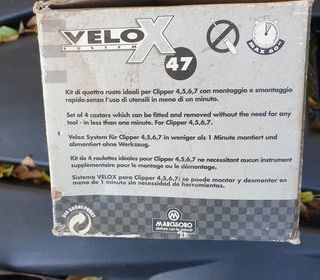 VELOX
SYSTEM
47
MAX 60"
Kit di quattro ruote ideali per Clipper 4,5,6,7 con montaggio e smontaggio
rapido senza l'uso di utensili in meno di un minuto.
Set of 4 castors which can be fitted and removed without the need for any
tool - in less than one minute. For Clipper 4,5,6,7.
Velox System für Clipper 4,5,6,7 in weniger als 1 Minute montiert und
abmontiert ohne Werkzeug.
Kit de 4 roulettes idéales pour Clipper 4,5,6,7 ne necessitant aucun instrument
supplémentaire pour le montage ou le démontage.
Sistema VELOX para Clipper 4,5,6,7; se puede montar y desmontar en
meno de 1 minuto sin necesidad de herramientas.
MARCHIORO